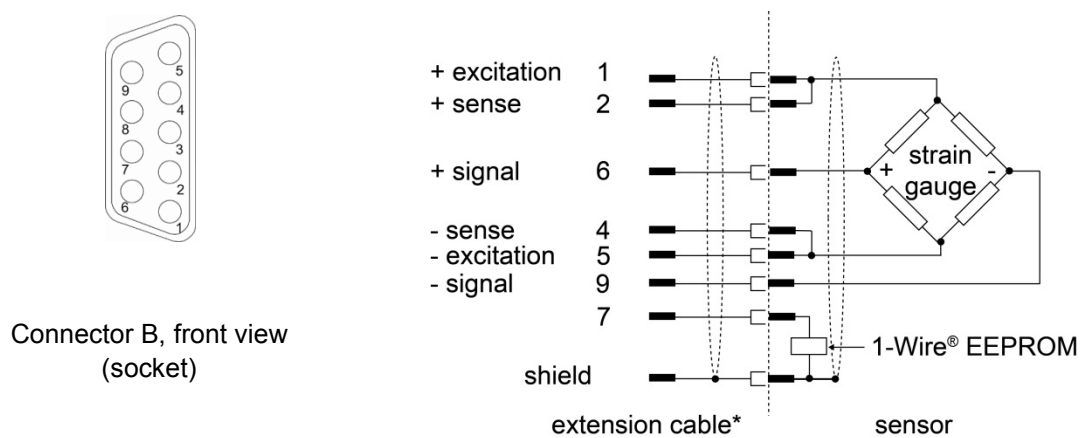 5
9
4
8
3
7
2
6
1
Connector B, front view
(socket)
+ excitation 1
+ sense 2
+ signal 6
- sense 4
- excitation 5
- signal 9
7
shield
strain
+ -
gauge
1-Wire® EEPROM
extension cable*
sensor